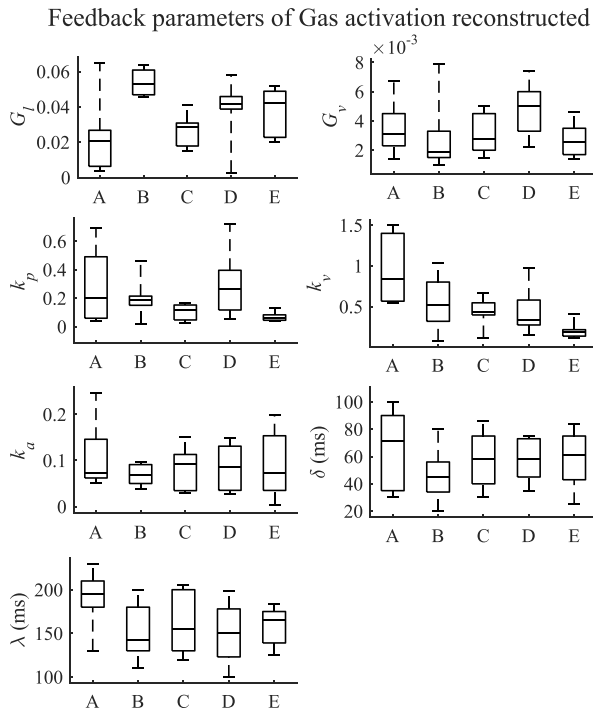 Feedback parameters of Gas activation reconstructed
G_l
0.06
0.04
0.02
0
A B C D E
×10⁻³
G_v
8
6
4
2
A B C D E
k_p
0.6
0.4
0.2
0
A B C D E
k_v
1.5
1
0.5
A B C D E
k_a
0.2
0.1
0
A B C D E
δ (ms)
100
80
60
40
20
A B C D E
λ (ms)
200
150
100
A B C D E